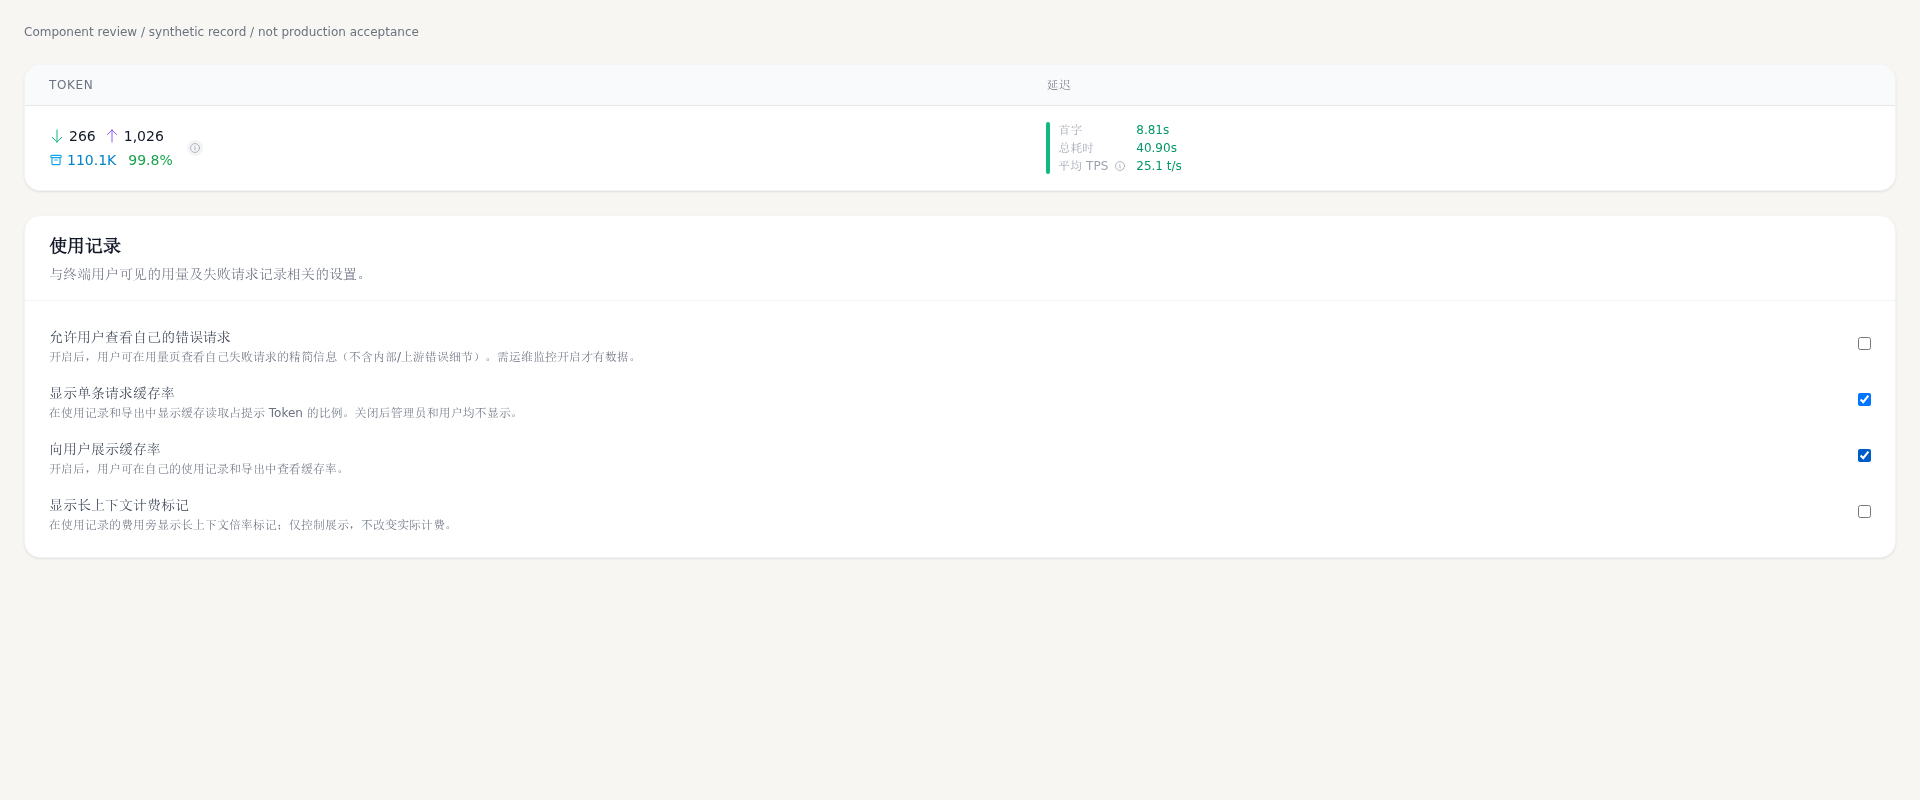 Component review / synthetic record / not production acceptance
TOKEN 延迟
266 1,026
110.1K 99.8%
首字 8.81s
总耗时 40.90s
平均 TPS 25.1 t/s
使用记录
与终端用户可见的用量及失败请求记录相关的设置。
允许用户查看自己的错误请求
开启后，用户可在用量页查看自己失败请求的精简信息（不含内部/上游错误细节）。需运维监控开启才有数据。
显示单条请求缓存率
在使用记录和导出中显示缓存读取占提示 Token 的比例。关闭后管理员和用户均不显示。
向用户展示缓存率
开启后，用户可在自己的使用记录和导出中查看缓存率。
显示长上下文计费标记
在使用记录的费用旁显示长上下文倍率标记；仅控制展示，不改变实际计费。